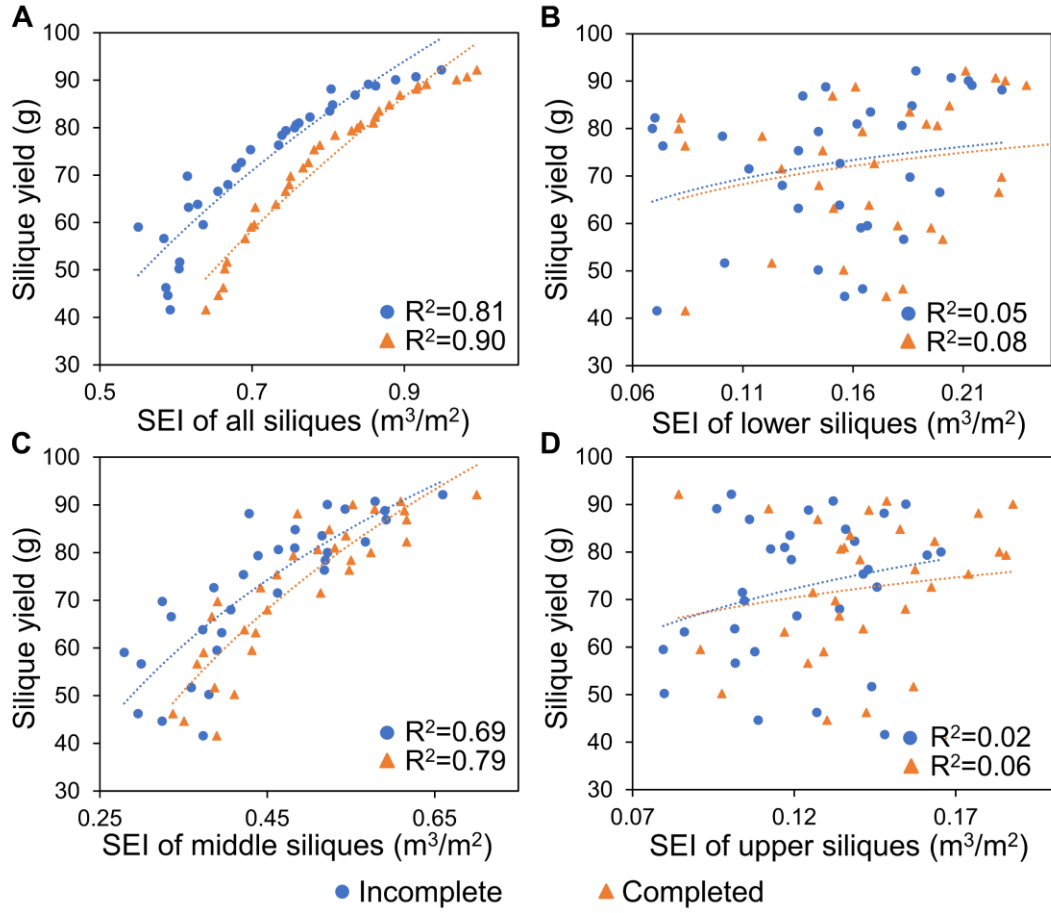 A
Silique yield (g)
100
90
80
70
60
50
40
30
R²=0.81
R²=0.90
0.5 0.7 0.9
SEI of all siliques (m³/m²)
B
Silique yield (g)
100
90
80
70
60
50
40
30
R²=0.05
R²=0.08
0.06 0.11 0.16 0.21
SEI of lower siliques (m³/m²)
C
Silique yield (g)
100
90
80
70
60
50
40
30
R²=0.69
R²=0.79
0.25 0.45 0.65
SEI of middle siliques (m³/m²)
D
Silique yield (g)
100
90
80
70
60
50
40
30
R²=0.02
R²=0.06
0.07 0.12 0.17
SEI of upper siliques (m³/m²)
Incomplete Completed